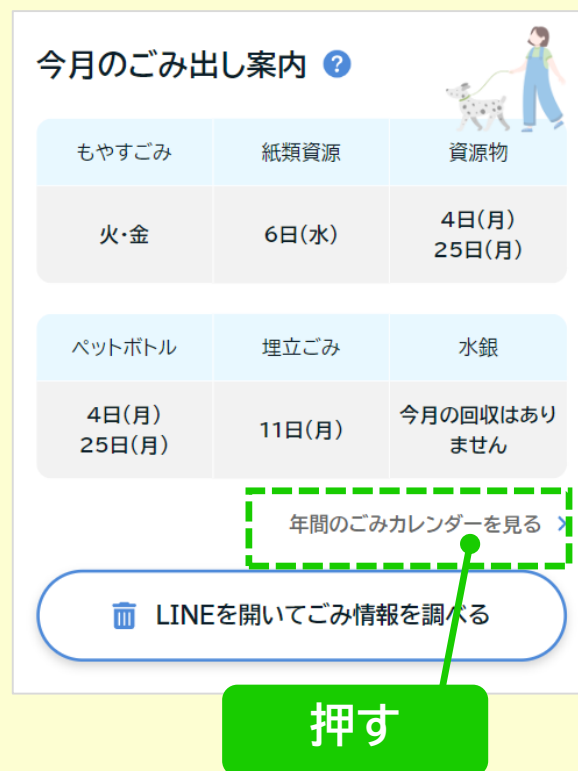 今月のごみ出し案内 ?
もやすごみ 紙類資源 資源物
火・金 6日(水) 4日(月)
25日(月)
ペットボトル 埋立ごみ 水銀
4日(月)
25日(月) 11日(月) 今月の回収はあり
ません
年間のごみカレンダーを見る >
LINEを開いてごみ情報を調べる
押す